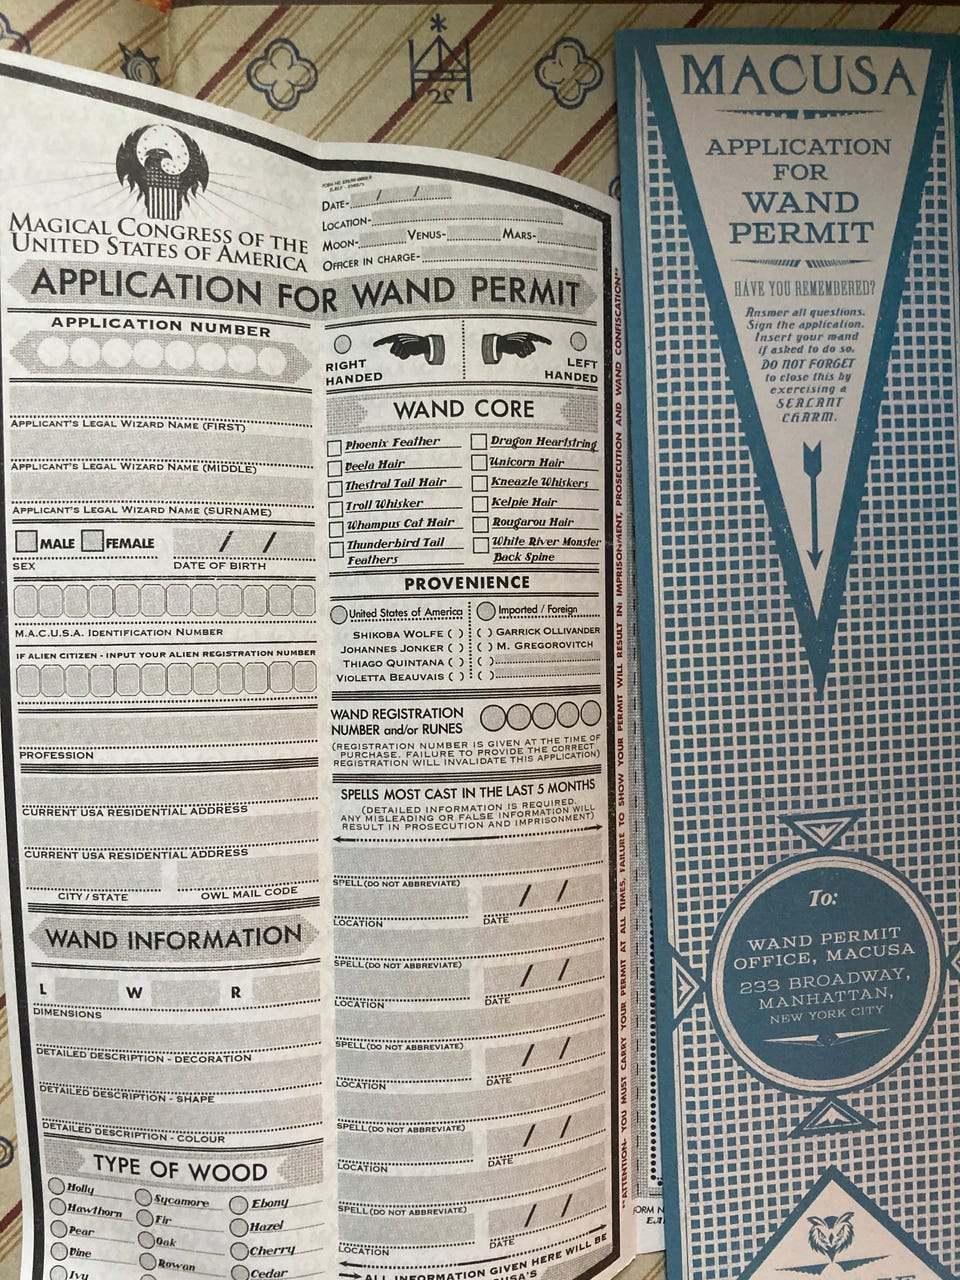 MAGICAL CONGRESS OF THE
UNITED STATES OF AMERICA
DATE- / /
LOCATION-
MOON- VENUS- MARS-
OFFICER IN CHARGE-
APPLICATION FOR WAND PERMIT
APPLICATION NUMBER
APPLICANT'S LEGAL WIZARD NAME (FIRST)
APPLICANT'S LEGAL WIZARD NAME (MIDDLE)
APPLICANT'S LEGAL WIZARD NAME (SURNAME)
MALE FEMALE / /
SEX DATE OF BIRTH
M.A.C.U.S.A. IDENTIFICATION NUMBER
IF ALIEN CITIZEN - INPUT YOUR ALIEN REGISTRATION NUMBER
PROFESSION
CURRENT USA RESIDENTIAL ADDRESS
CURRENT USA RESIDENTIAL ADDRESS
CITY / STATE OWL MAIL CODE
WAND INFORMATION
L W R
DIMENSIONS
DETAILED DESCRIPTION - DECORATION
DETAILED DESCRIPTION - SHAPE
DETAILED DESCRIPTION - COLOUR
TYPE OF WOOD
Holly Sycamore Ebony
Hawthorn Fir Hazel
Pear Oak Cherry
Vine Rowan Cedar
Ivy
RIGHT HANDED
LEFT HANDED
WAND CORE
Phoenix Feather Dragon Heartstring
Veela Hair Unicorn Hair
Thestral Tail Hair Kneazle Whiskers
Troll Whisker Kelpie Hair
Whampus Cat Hair Rougarou Hair
Thunderbird Tail White River Monster
Feathers Back Spine
PROVENIENCE
United States of America Imported / Foreign
SHIKOBA WOLFE ( ) ( ) GARRICK OLLIVANDER
JOHANNES JONKER ( ) ( ) M. GREGOROVITCH
THIAGO QUINTANA ( ) ( )
VIOLETTA BEAUVAIS ( ) ( )
WAND REGISTRATION
NUMBER and/or RUNES
(REGISTRATION NUMBER IS GIVEN AT THE TIME OF
PURCHASE, FAILURE TO PROVIDE THE CORRECT
REGISTRATION WILL INVALIDATE THIS APPLICATION)
SPELLS MOST CAST IN THE LAST 5 MONTHS
(DETAILED INFORMATION IS REQUIRED,
ANY MISLEADING OR FALSE INFORMATION WILL
RESULT IN PROSECUTION AND IMPRISONMENT)
SPELL (DO NOT ABBREVIATE) / /
LOCATION DATE
SPELL (DO NOT ABBREVIATE) / /
LOCATION DATE
SPELL (DO NOT ABBREVIATE) / /
LOCATION DATE
SPELL (DO NOT ABBREVIATE) / /
LOCATION DATE
SPELL (DO NOT ABBREVIATE) / /
LOCATION DATE
ALL INFORMATION GIVEN HERE WILL BE
**ATTENTION- YOU MUST CARRY YOUR PERMIT AT ALL TIMES, FAILURE TO SHOW YOUR PERMIT WILL RESULT IN: IMPRISONMENT, PROSECUTION AND WAND CONFISCATION**
MACUSA
APPLICATION
FOR
WAND
PERMIT
HAVE YOU REMEMBERED?
Answer all questions.
Sign the application.
Insert your wand
if asked to do so.
DO NOT FORGET
to close this by
exercising a
SEALANT
CHARM.
To:
WAND PERMIT
OFFICE, MACUSA
233 BROADWAY,
MANHATTAN,
NEW YORK CITY